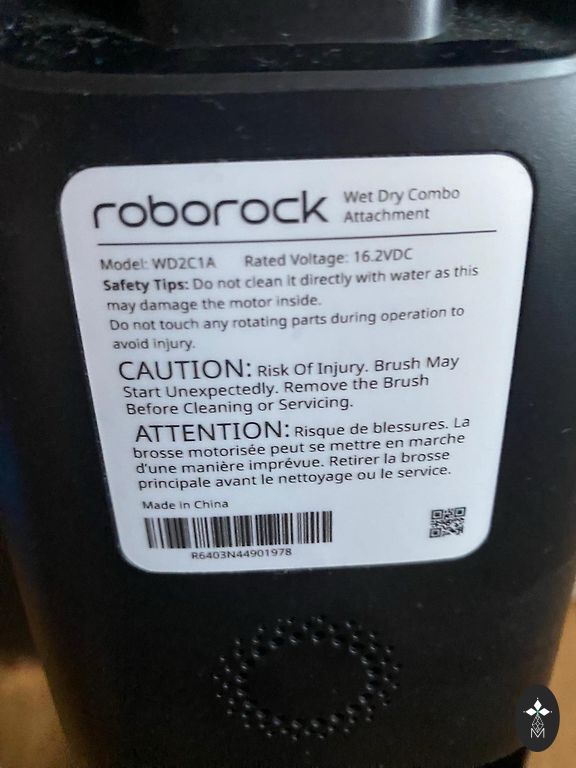 roborock Wet Dry Combo
Attachment
Model: WD2C1A Rated Voltage: 16.2VDC
Safety Tips: Do not clean it directly with water as this
may damage the motor inside.
Do not touch any rotating parts during operation to
avoid injury.
CAUTION: Risk Of Injury. Brush May
Start Unexpectedly. Remove the Brush
Before Cleaning or Servicing.
ATTENTION: Risque de blessures. La
brosse motorisée peut se mettre en marche
d'une manière imprévue. Retirer la brosse
principale avant le nettoyage ou le service.
Made in China
R6403N44901978
M